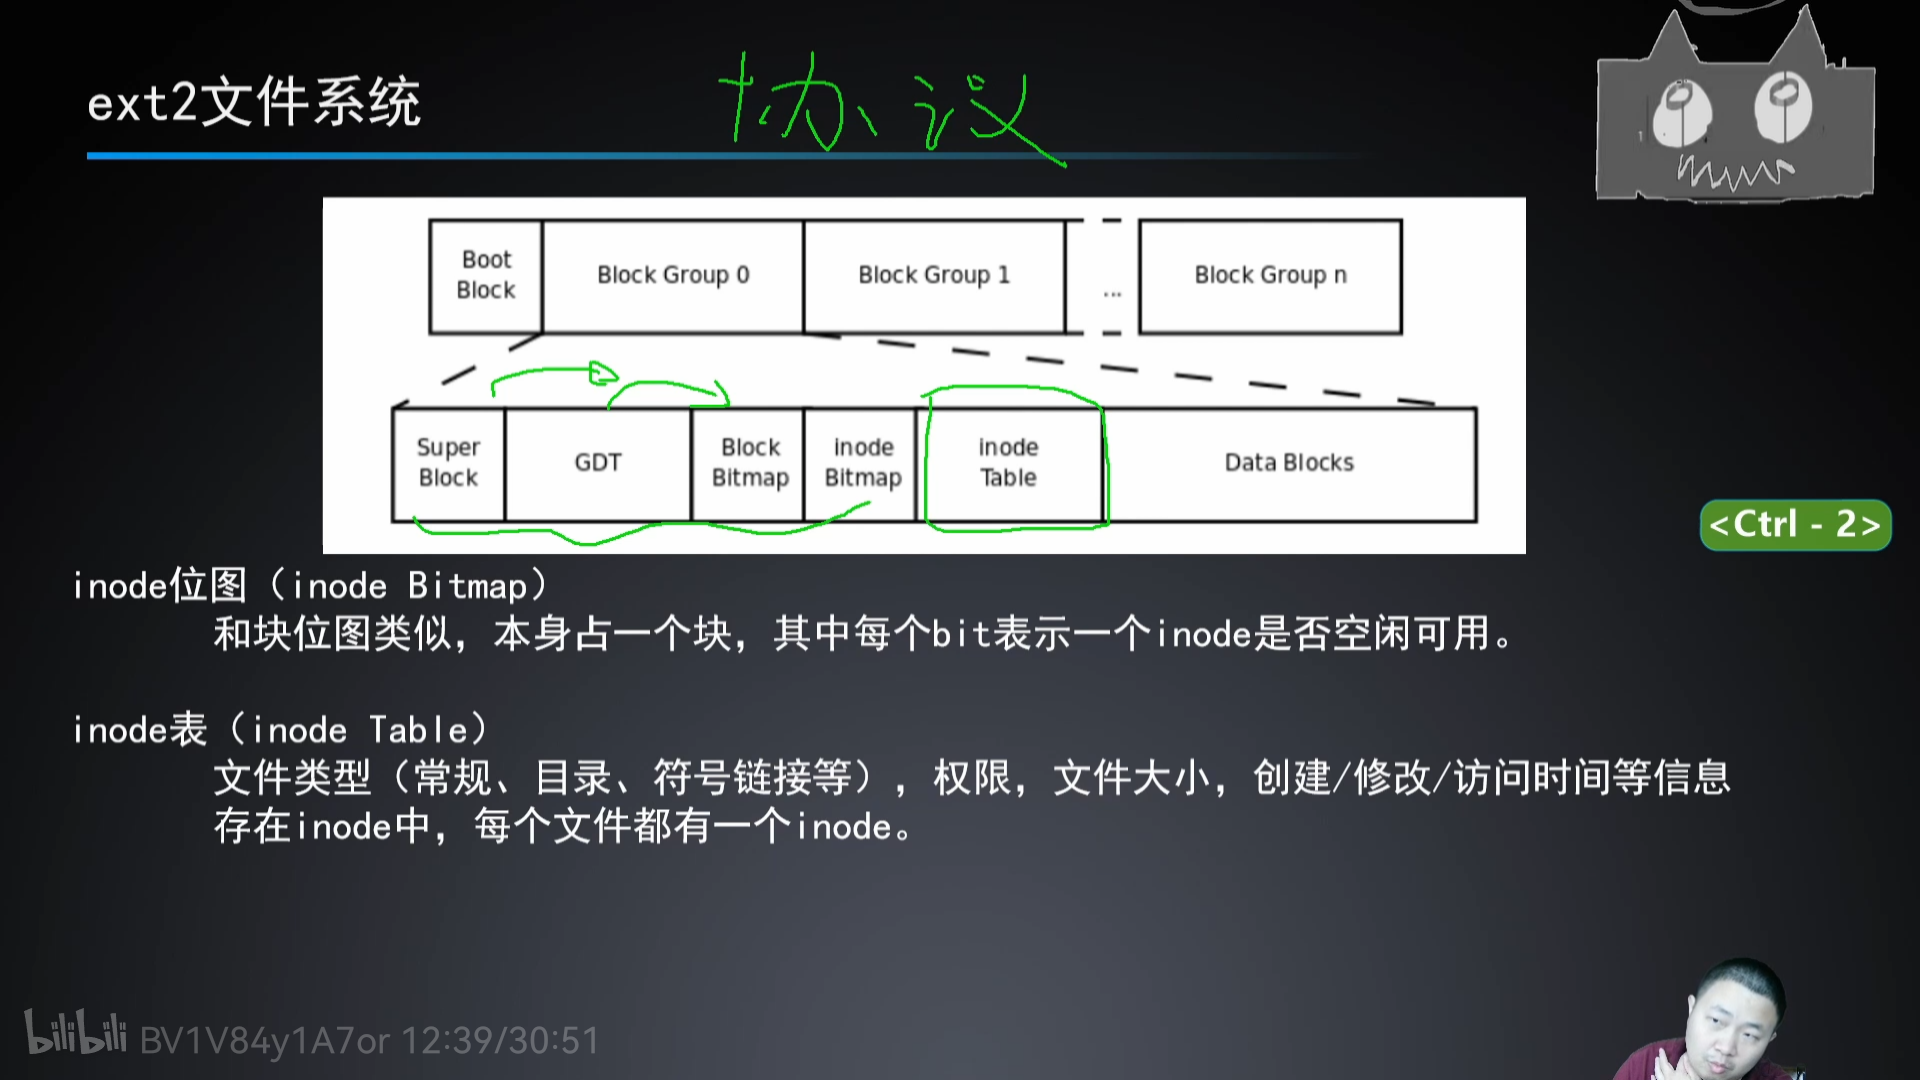 ext2文件系统
协议
Boot
Block
Block Group 0
Block Group 1
...
Block Group n
Super
Block
GDT
Block
Bitmap
inode
Bitmap
inode
Table
Data Blocks
<Ctrl - 2>
inode位图（inode Bitmap）
和块位图类似，本身占一个块，其中每个bit表示一个inode是否空闲可用。
inode表（inode Table）
文件类型（常规、目录、符号链接等），权限，文件大小，创建/修改/访问时间等信息
存在inode中，每个文件都有一个inode。
bilibili BV1V84y1A7or 12:39/30:51